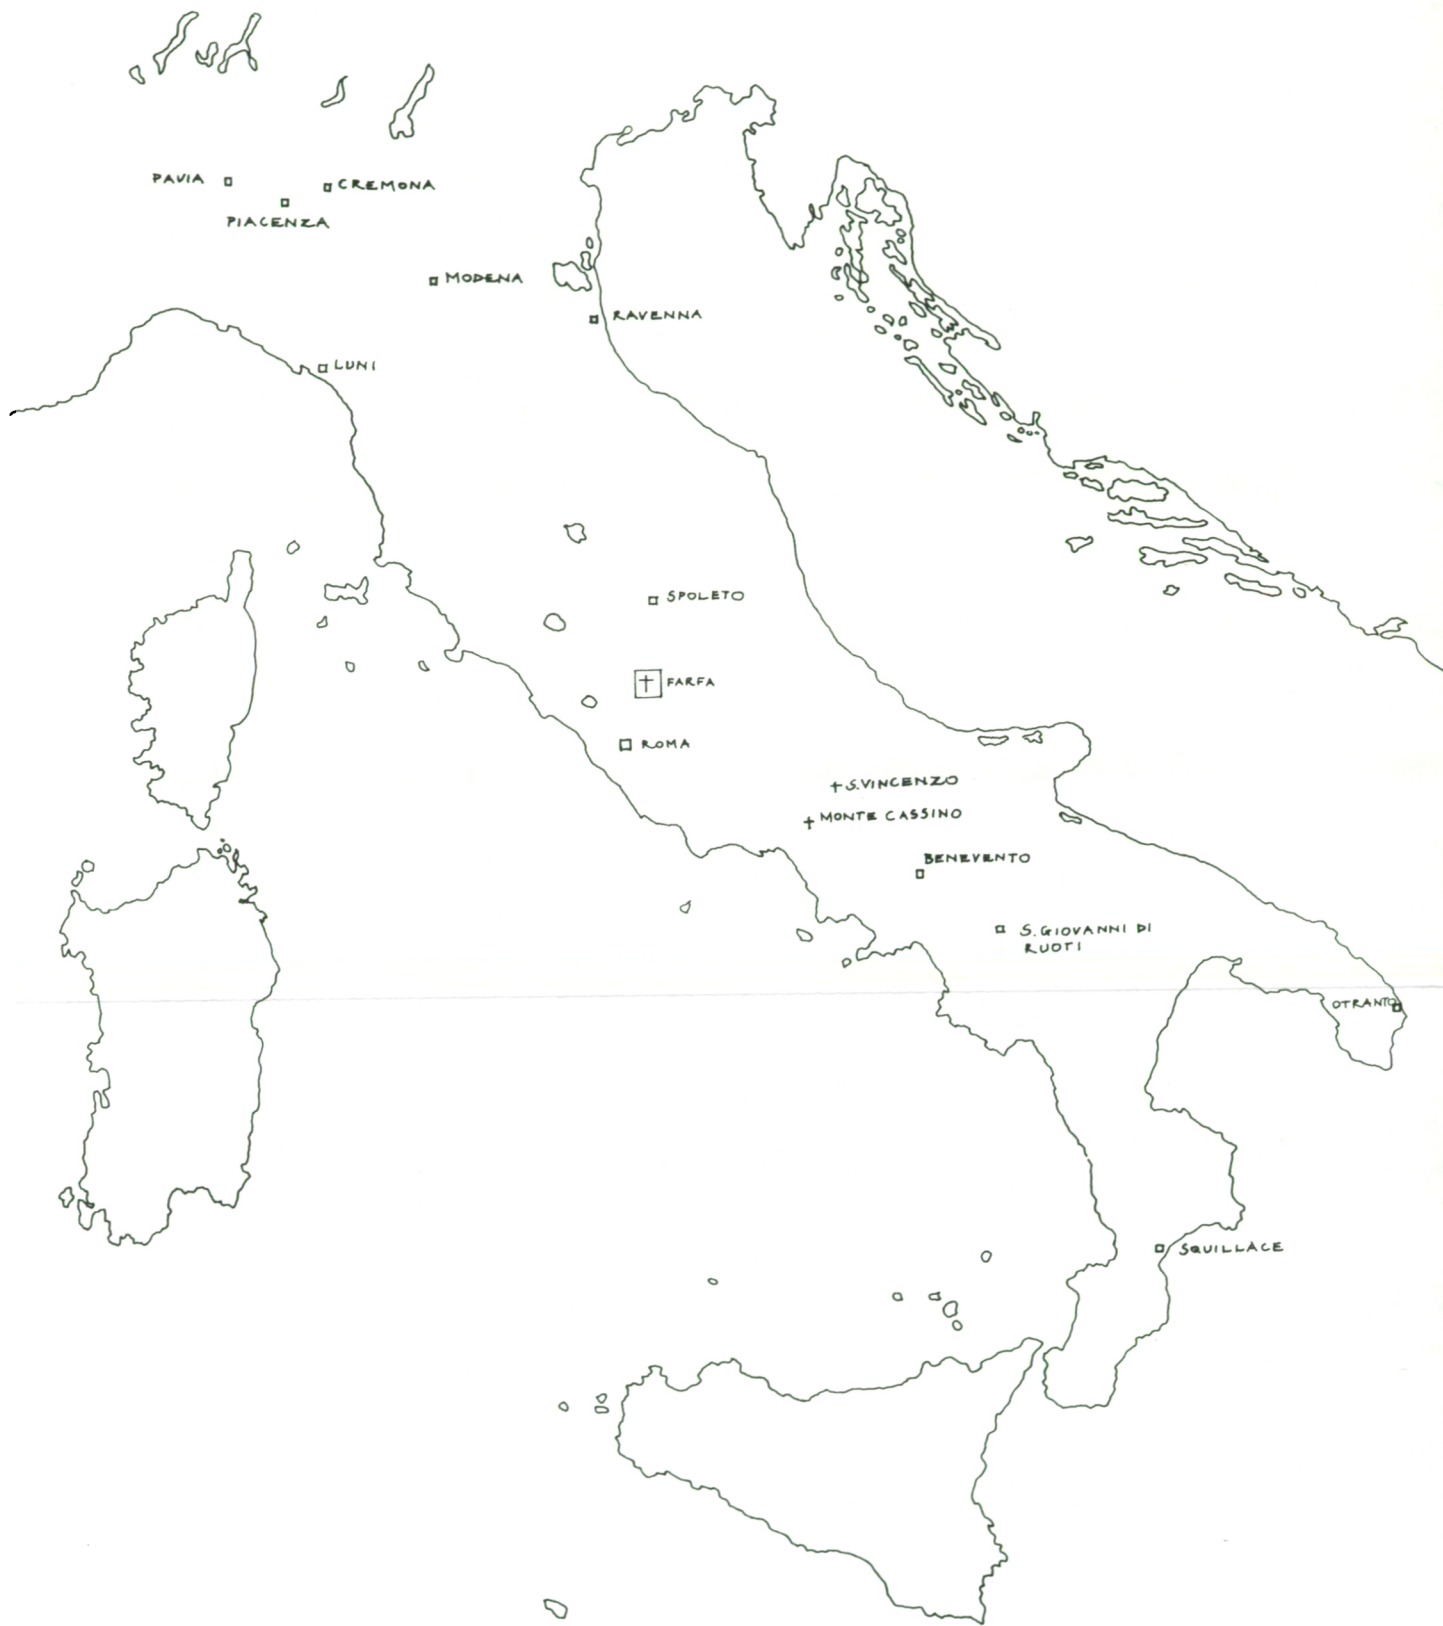 PAVIA
CREMONA
PIACENZA
MODENA
RAVENNA
LUNI
SPOLETO
FARFA
ROMA
S.VINCENZO
MONTE CASSINO
BENEVENTO
S.GIOVANNI DI
RUOTI
OTRANTO
SQUILLACE